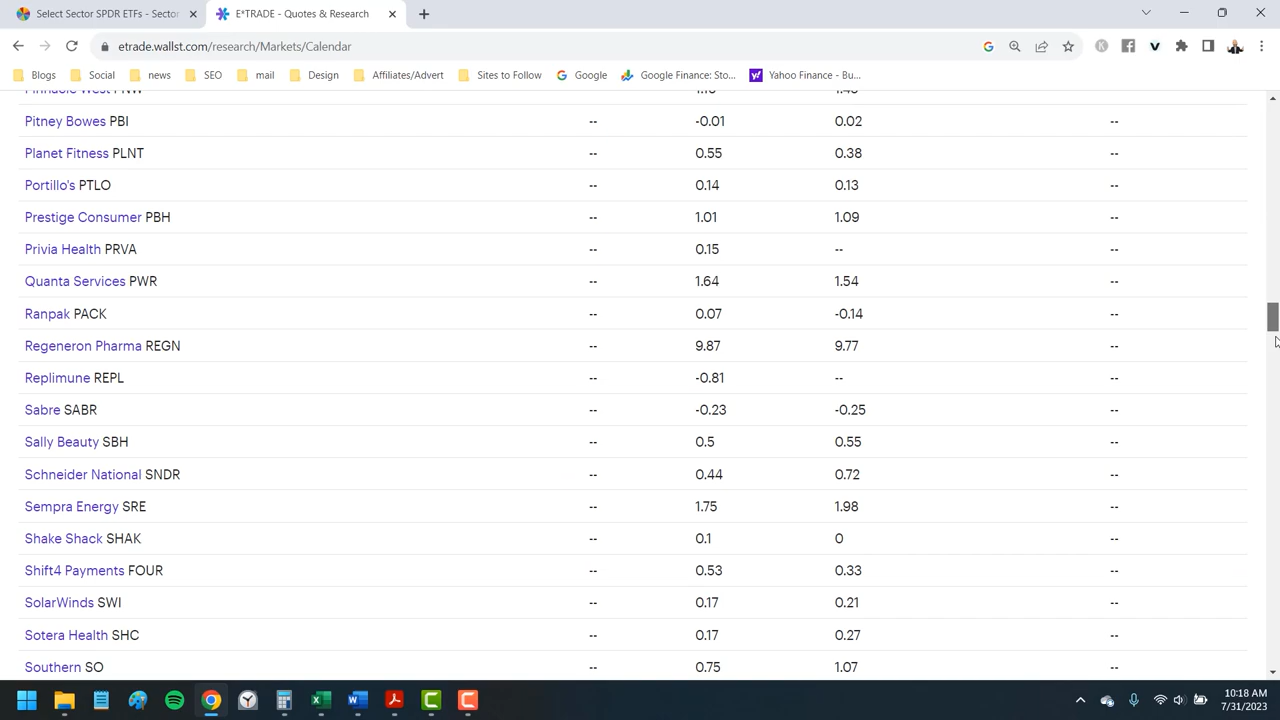 Select Sector SPDR ETFs - Sector
E*TRADE - Quotes & Research
etrade.wallst.com/research/Markets/Calendar
Blogs Social news SEO mail Design Affiliates/Advert Sites to Follow Google Google Finance: Sto... Yahoo Finance - Bu...
Pinnacle West PNW -- 1.16 1.45 --
Pitney Bowes PBI -- -0.01 0.02 --
Planet Fitness PLNT -- 0.55 0.38 --
Portillo's PTLO -- 0.14 0.13 --
Prestige Consumer PBH -- 1.01 1.09 --
Privia Health PRVA -- 0.15 -- --
Quanta Services PWR -- 1.64 1.54 --
Ranpak PACK -- 0.07 -0.14 --
Regeneron Pharma REGN -- 9.87 9.77 --
Replimune REPL -- -0.81 -- --
Sabre SABR -- -0.23 -0.25 --
Sally Beauty SBH -- 0.5 0.55 --
Schneider National SNDR -- 0.44 0.72 --
Sempra Energy SRE -- 1.75 1.98 --
Shake Shack SHAK -- 0.1 0 --
Shift4 Payments FOUR -- 0.53 0.33 --
SolarWinds SWI -- 0.17 0.21 --
Sotera Health SHC -- 0.17 0.27 --
Southern SO -- 0.75 1.07 --
10:18 AM
7/31/2023